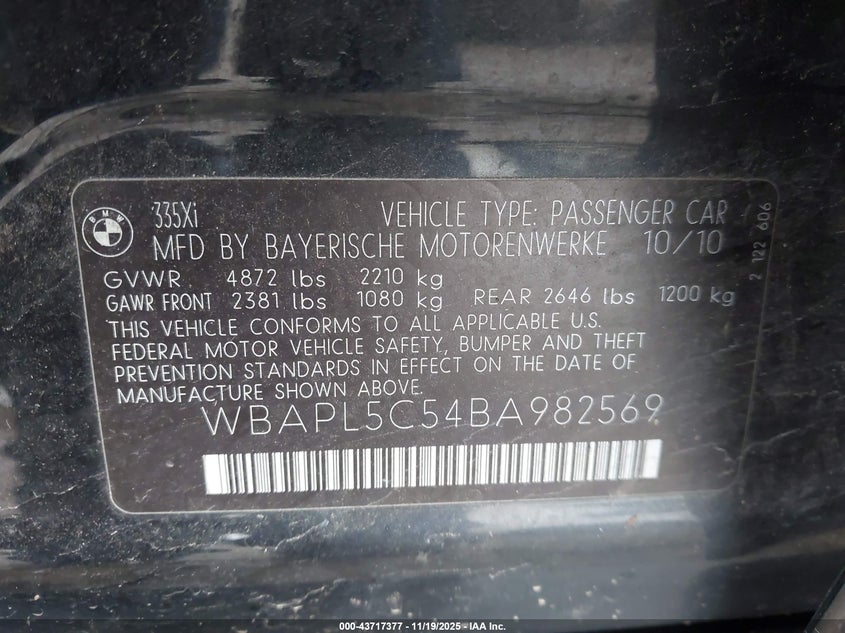 335Xi VEHICLE TYPE: PASSENGER CAR
BMW
MFD BY BAYERISCHE MOTORENWERKE 10/10
GVWR 4872 lbs 2210 kg
GAWR FRONT 2381 lbs 1080 kg REAR 2646 lbs 1200 kg
THIS VEHICLE CONFORMS TO ALL APPLICABLE U.S.
FEDERAL MOTOR VEHICLE SAFETY, BUMPER AND THEFT
PREVENTION STANDARDS IN EFFECT ON THE DATE OF
MANUFACTURE SHOWN ABOVE.
WBAPL5C54BA982569
2 122 606
000-43717377 - 11/19/2025 - IAA Inc.